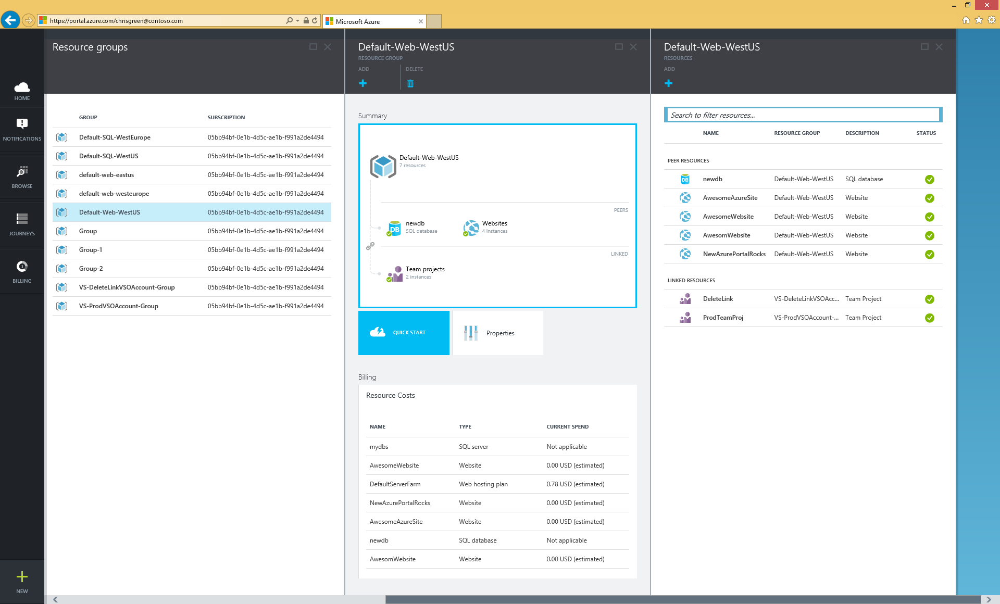 https://portal.azure.com/chrisgreen@contoso.com
Microsoft Azure
HOME
NOTIFICATIONS
BROWSE
JOURNEYS
BILLING
NEW
Resource groups
GROUP SUBSCRIPTION
Default-SQL-WestEurope 05bb94bf-0e1b-4d5c-ae1b-f991a2de4494
Default-SQL-WestUS 05bb94bf-0e1b-4d5c-ae1b-f991a2de4494
default-web-eastus 05bb94bf-0e1b-4d5c-ae1b-f991a2de4494
default-web-westeurope 05bb94bf-0e1b-4d5c-ae1b-f991a2de4494
Default-Web-WestUS 05bb94bf-0e1b-4d5c-ae1b-f991a2de4494
Group 05bb94bf-0e1b-4d5c-ae1b-f991a2de4494
Group-1 05bb94bf-0e1b-4d5c-ae1b-f991a2de4494
Group-2 05bb94bf-0e1b-4d5c-ae1b-f991a2de4494
VS-DeleteLinkVSOAccount-Group 05bb94bf-0e1b-4d5c-ae1b-f991a2de4494
VS-ProdVSOAccount-Group 05bb94bf-0e1b-4d5c-ae1b-f991a2de4494
Default-Web-WestUS
RESOURCE GROUP
ADD DELETE
Summary
Default-Web-WestUS
7 resources
PEERS
DB
newdb
SQL database
Websites
4 instances
LINKED
Team projects
2 instances
QUICK START
Properties
Billing
Resource Costs
NAME TYPE CURRENT SPEND
mydbs SQL server Not applicable
AwesomeWebsite Website 0.00 USD (estimated)
DefaultServerFarm Web hosting plan 0.78 USD (estimated)
NewAzurePortalRocks Website 0.00 USD (estimated)
AwesomeAzureSite Website 0.00 USD (estimated)
newdb SQL database Not applicable
AwesomWebsite Website 0.00 USD (estimated)
Default-Web-WestUS
RESOURCES
ADD
Search to filter resources...
NAME RESOURCE GROUP DESCRIPTION STATUS
PEER RESOURCES
DB newdb Default-Web-WestUS SQL database
AwesomeAzureSite Default-Web-WestUS Website
AwesomeWebsite Default-Web-WestUS Website
AwesomWebsite Default-Web-WestUS Website
NewAzurePortalRocks Default-Web-WestUS Website
LINKED RESOURCES
DeleteLink VS-DeleteLinkVSOAcc... Team Project
ProdTeamProj VS-ProdVSOAccount-... Team Project